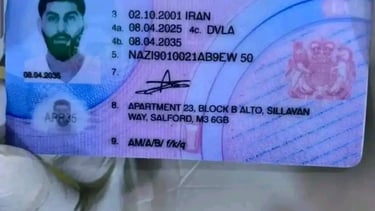 3. 02.10.2001 IRAN
4a. 08.04.2025 4c. DVLA
4b. 08.04.2035
5. NAZI9010021AB9EW 50
08.04.2035
7.
8. APARTMENT 23, BLOCK B ALTO, SILLAVAN
WAY, SALFORD, M3 6GB
9. AM/A/B/ f/k/q